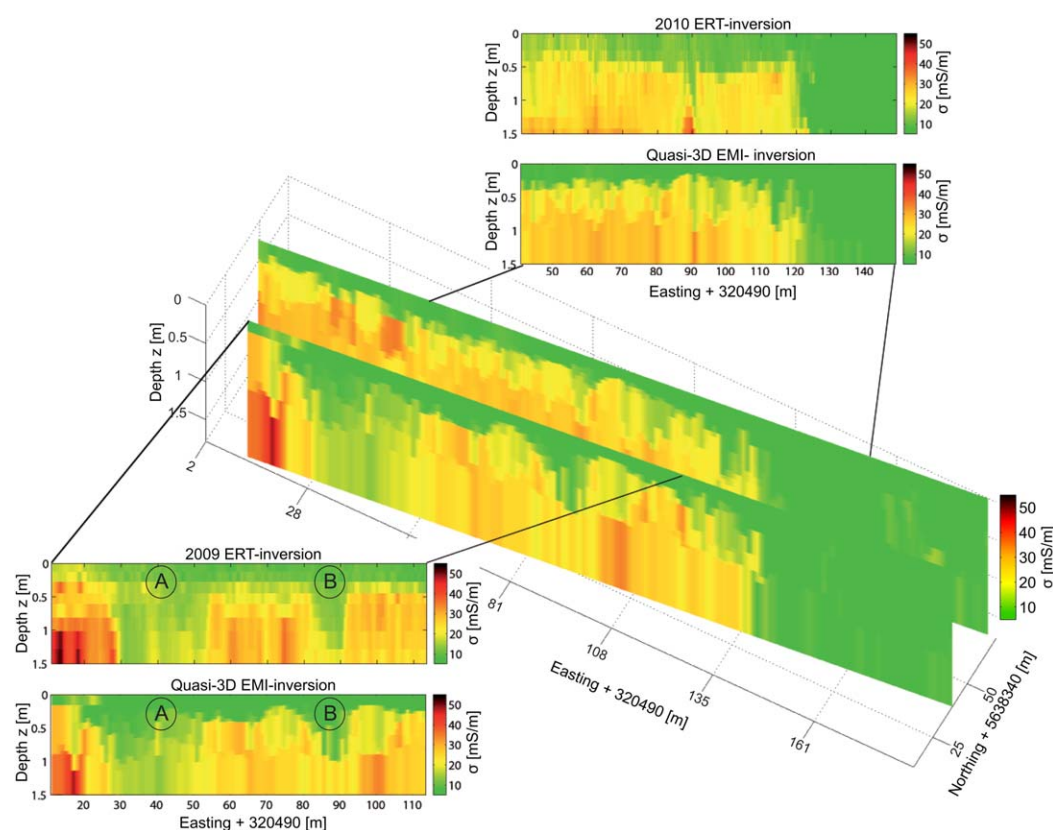 2010 ERT-inversion
0
0.5
1
1.5
Depth z [m]
50
40
30
20
10
σ [mS/m]
Quasi-3D EMI- inversion
0
0.5
1
1.5
Depth z [m]
50 60 70 80 90 100 110 120 130 140
Easting + 320490 [m]
50
40
30
20
10
σ [mS/m]
0
0.5
1
1.5
Depth z [m]
2
28
81
108
135
161
Easting + 320490 [m]
25
50
Northing + 5638340 [m]
50
40
30
20
10
σ [mS/m]
2009 ERT-inversion
A
B
0
0.5
1
1.5
Depth z [m]
50
40
30
20
10
σ [mS/m]
Quasi-3D EMI-inversion
A
B
0
0.5
1
1.5
Depth z [m]
20 30 40 50 60 70 80 90 100 110
Easting + 320490 [m]
50
40
30
20
10
σ [mS/m]